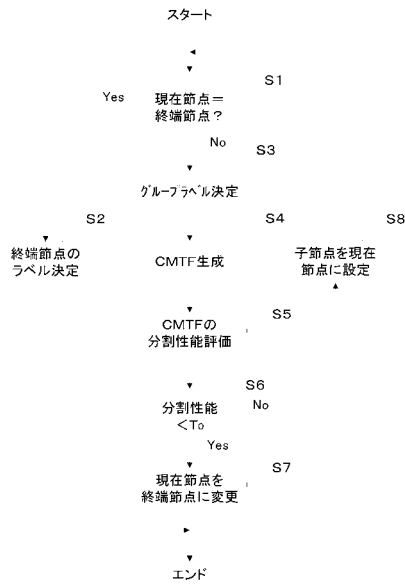 スタート
S1
Yes
現在節点＝
終端節点？
No
S3
グループラベル決定
S2
S4
S8
終端節点の
ラベル決定
CMTF生成
子節点を現在
節点に設定
S5
CMTFの
分割性能評価
S6
分割性能
＜To
No
Yes
S7
現在節点を
終端節点に変更
エンド